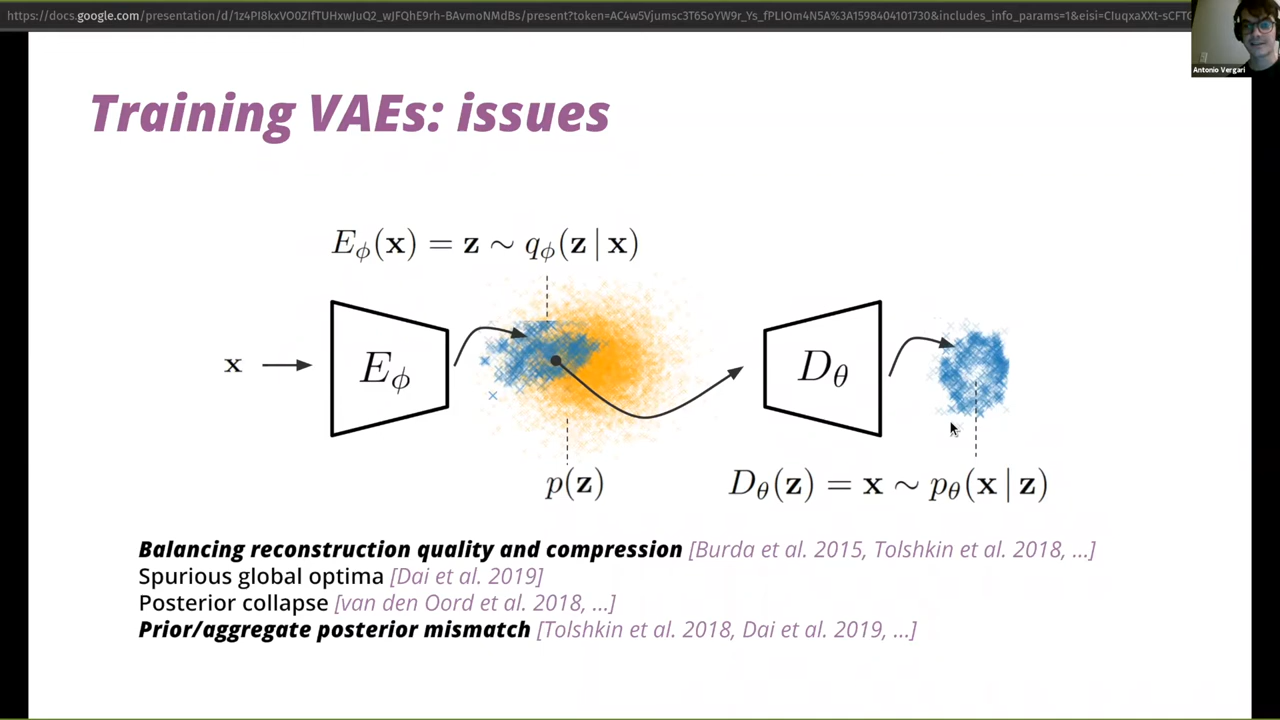 https://docs.google.com/presentation/d/1z4PI8kxVO0ZIfTUHxwJuQ2_wJFQhE9rh-BAvmoNMdBs/present?token=AC4w5Vjumsc3T6SoYW9r_Ys_fPLIOm4N5A%3A1598404101730&includes_info_params=1&eisi=CIuqxaXXt-sCFTG
Antonio Vergari
Training VAEs: issues
E_ϕ(x) = z ∼ q_ϕ(z | x)
x
E_ϕ
D_θ
p(z)
D_θ(z) = x ∼ p_θ(x | z)
Balancing reconstruction quality and compression [Burda et al. 2015, Tolshkin et al. 2018, ...]
Spurious global optima [Dai et al. 2019]
Posterior collapse [van den Oord et al. 2018, ...]
Prior/aggregate posterior mismatch [Tolshkin et al. 2018, Dai et al. 2019, ...]